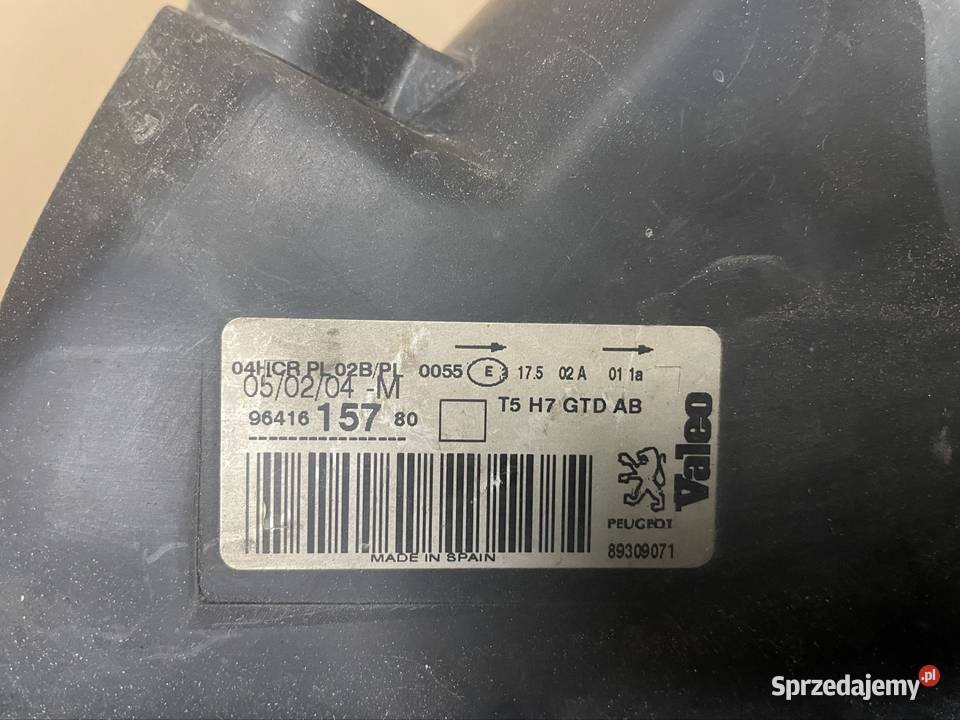 04HCR PL 02B/PL 0055 E 17.5 02 A 01 1a
05/02/04 -M
96416 157 80
T5 H7 GTD AB
Valeo
PEUGEOT
89309071
MADE IN SPAIN
Sprzedajemy.pl